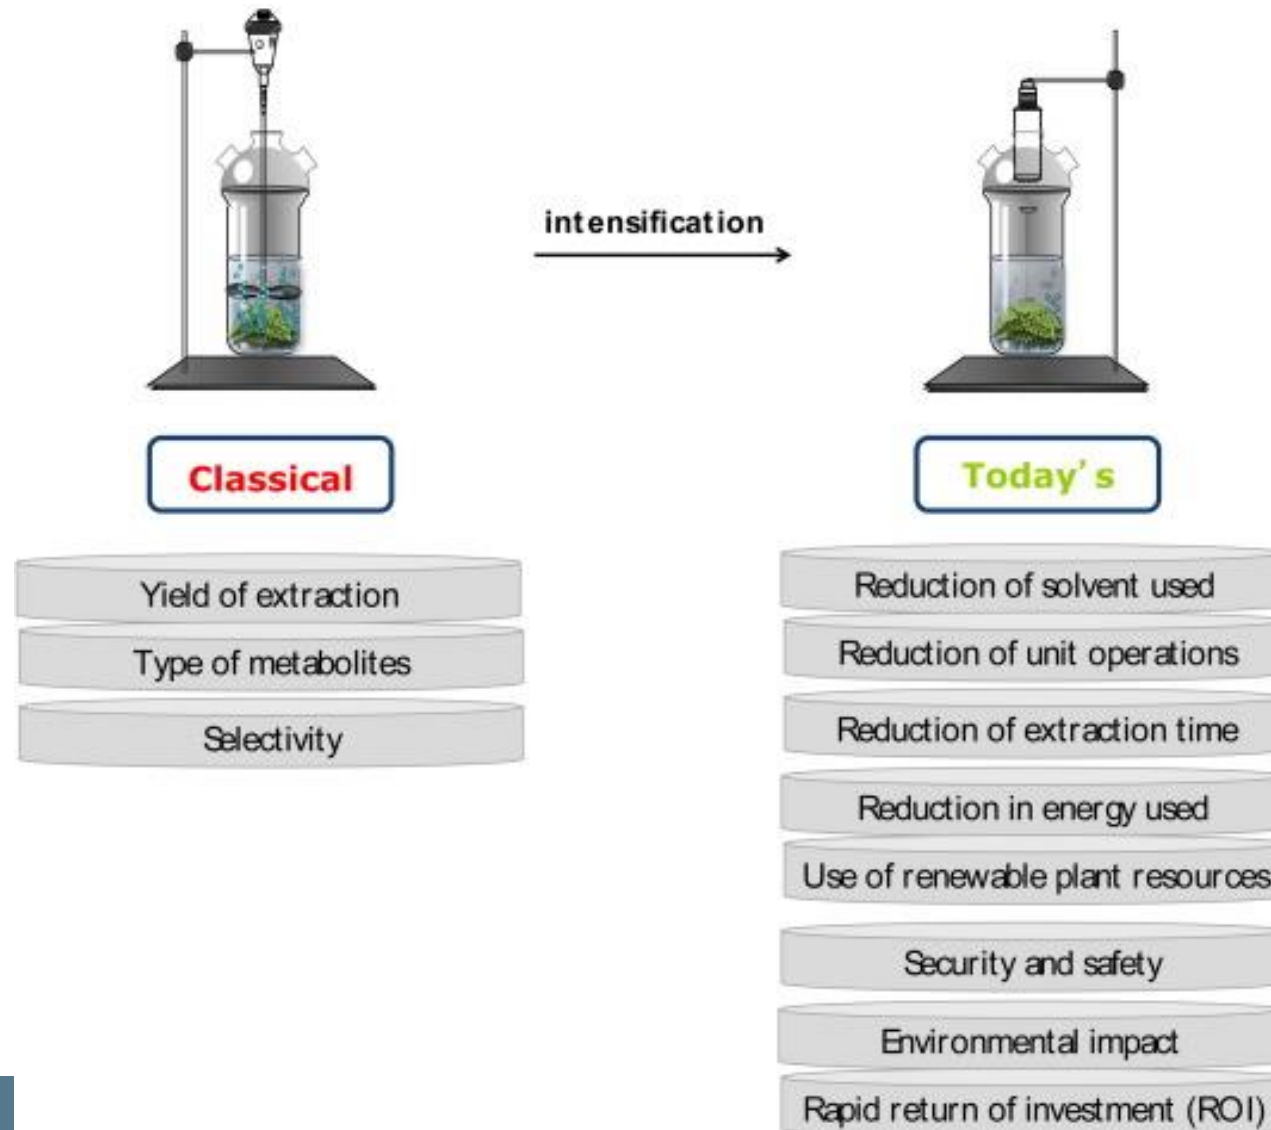 intensification
Classical
Today's
Yield of extraction
Type of metabolites
Selectivity
Reduction of solvent used
Reduction of unit operations
Reduction of extraction time
Reduction in energy used
Use of renewable plant resources
Security and safety
Environmental impact
Rapid return of investment (ROI)